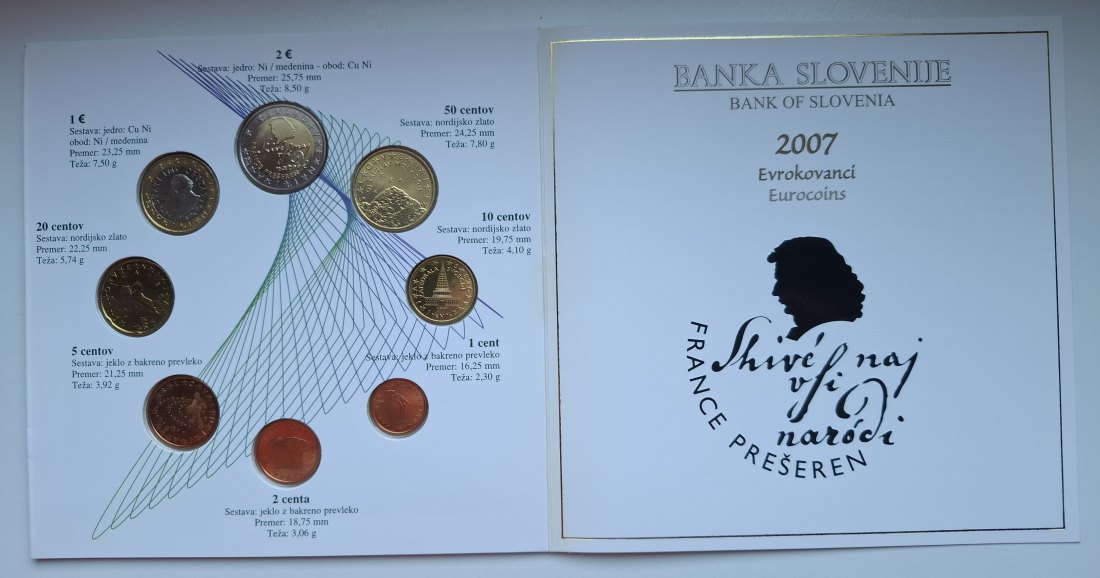 2 €
Sestava: jedro: Ni / medenina - obod: Cu Ni
Premer: 25,75 mm
Teža: 8,50 g
1 €
Sestava: jedro: Cu Ni
obod: Ni / medenina
Premer: 23,25 mm
Teža: 7,50 g
50 centov
Sestava: nordijsko zlato
Premer: 24,25 mm
Teža: 7,80 g
20 centov
Sestava: nordijsko zlato
Premer: 22,25 mm
Teža: 5,74 g
10 centov
Sestava: nordijsko zlato
Premer: 19,75 mm
Teža: 4,10 g
5 centov
Sestava: jeklo z bakreno prevleko
Premer: 21,25 mm
Teža: 3,92 g
1 cent
Sestava: jeklo z bakreno prevleko
Premer: 16,25 mm
Teža: 2,30 g
2 centa
Sestava: jeklo z bakreno prevleko
Premer: 18,75 mm
Teža: 3,06 g
BANKA SLOVENIJE
BANK OF SLOVENIA
2007
Evrokovanci
Eurocoins
Shivé naj
vſi
naródi
FRANCE PREŠEREN